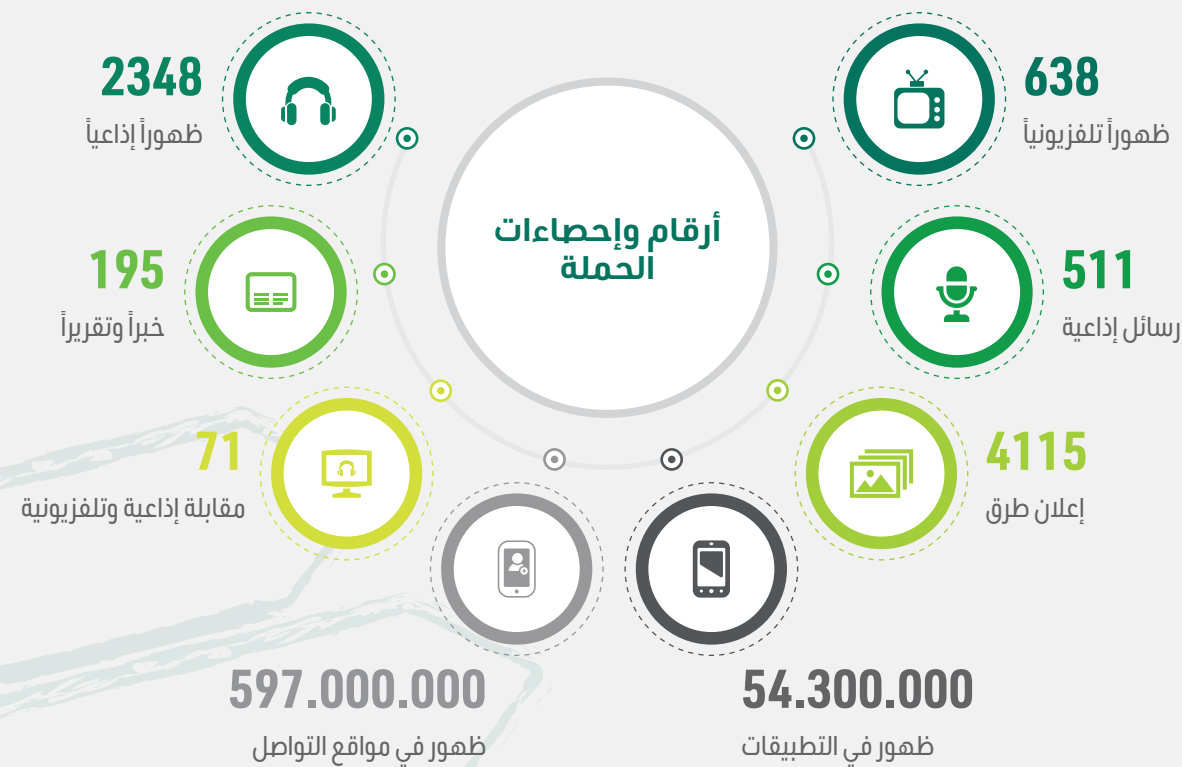 أرقام وإحصاءات
الحملة
638
ظهوراً تلفزيونياً
511
رسائل إذاعية
4115
إعلان طرق
54.300.000
ظهور في التطبيقات
597.000.000
ظهور في مواقع التواصل
71
مقابلة إذاعية وتلفزيونية
195
خبراً وتقريراً
2348
ظهوراً إذاعياً